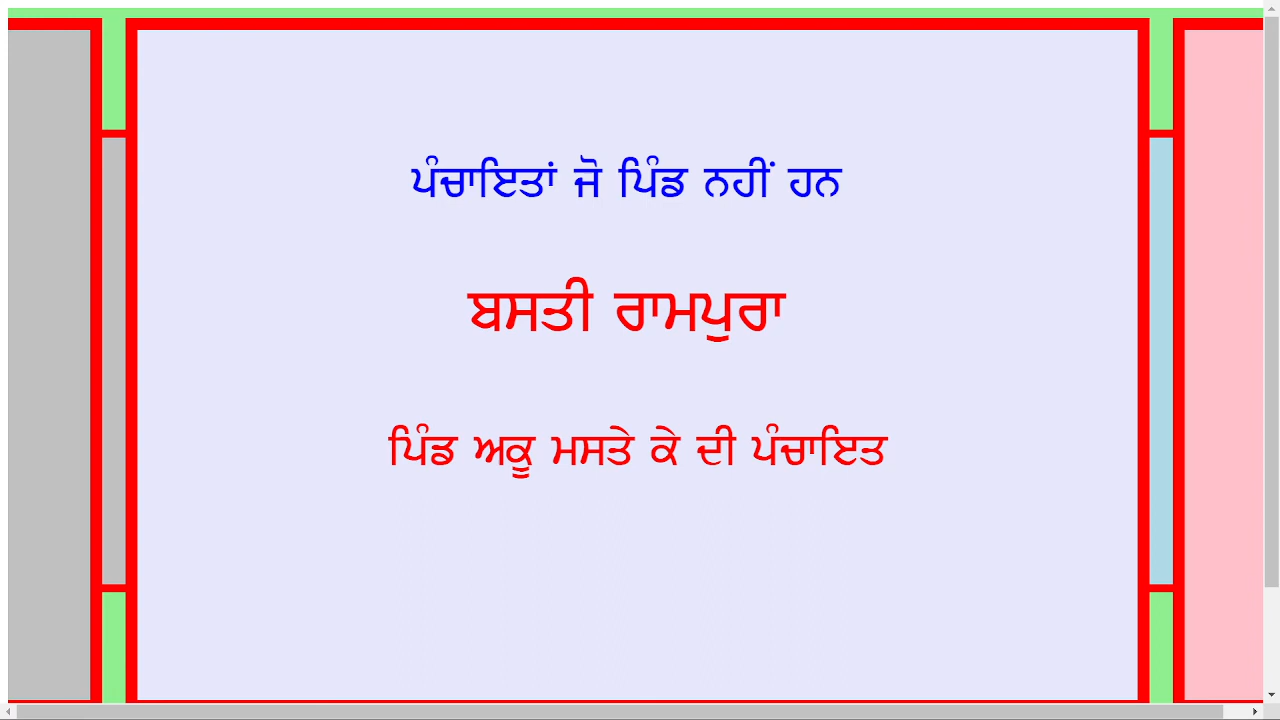 ਪੰਚਾਇਤਾਂ ਜੋ ਪਿੰਡ ਨਹੀਂ ਹਨ
ਬਸਤੀ ਰਾਮਪੁਰਾ
ਪਿੰਡ ਅਕੂ ਮਸਤੇ ਕੇ ਦੀ ਪੰਚਾਇਤ